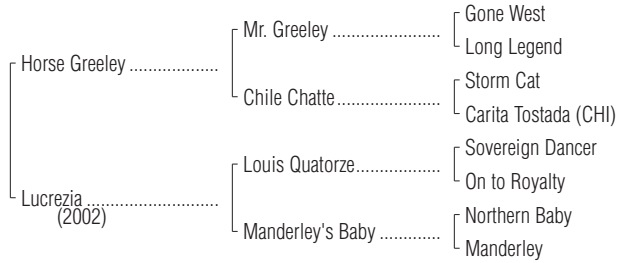 Gone West
Mr. Greeley ..................
Long Legend
Horse Greeley ...............
Storm Cat
Chile Chatte.................
Carita Tostada (CHI)
Sovereign Dancer
Louis Quatorze..............
On to Royalty
Lucrezia ......................
(2002)
Northern Baby
Manderley's Baby ..........
Manderley